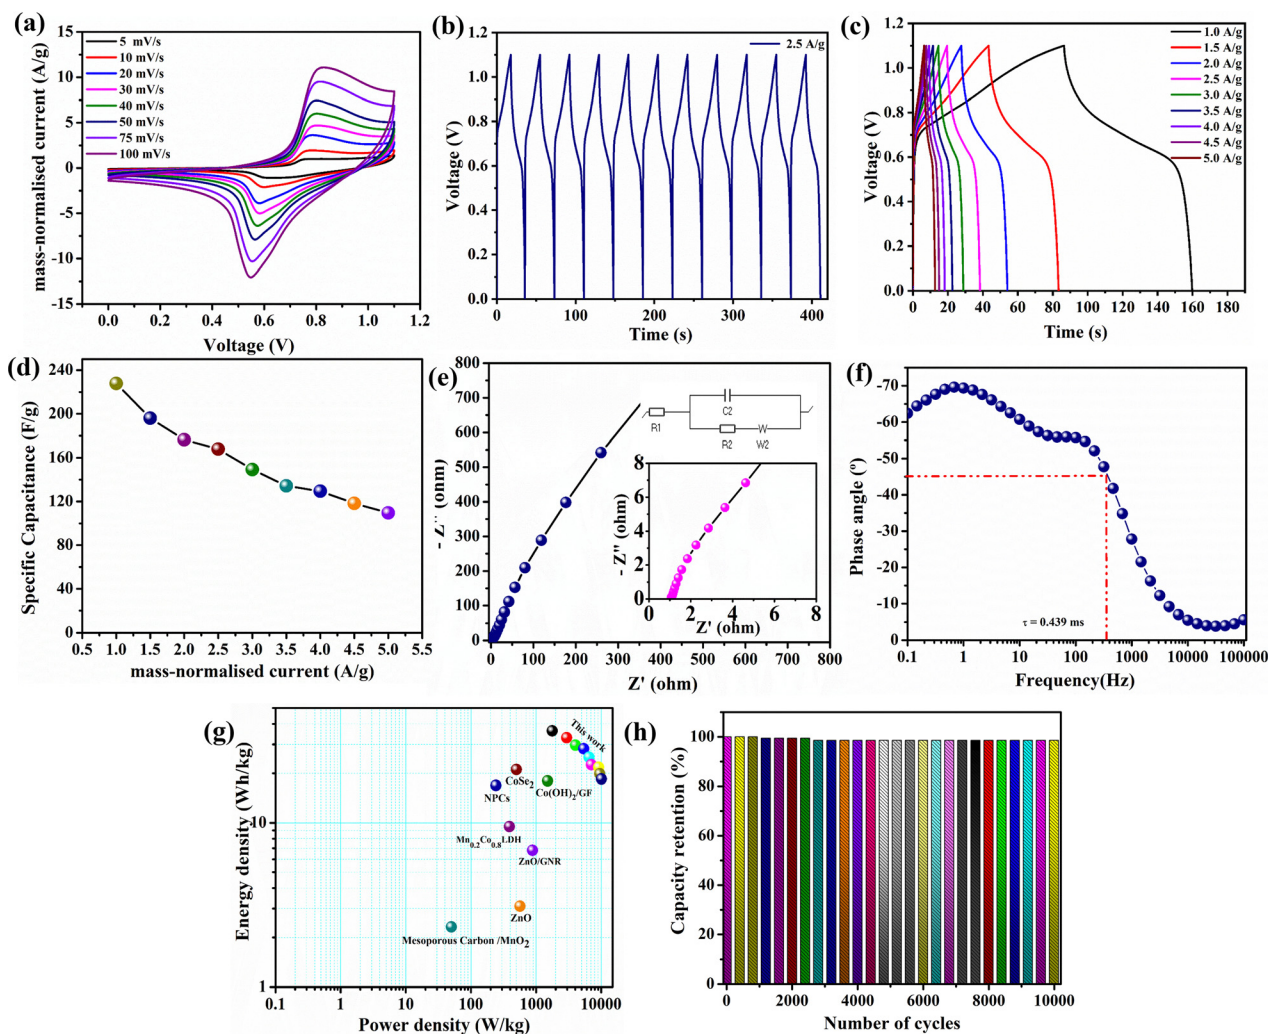 (a)
mass-normalised current (A/g)
15
10
5
0
-5
-10
-15
5 mV/s
10 mV/s
20 mV/s
30 mV/s
40 mV/s
50 mV/s
75 mV/s
100 mV/s
0.0 0.2 0.4 0.6 0.8 1.0 1.2
Voltage (V)
(b)
Voltage (V)
1.2
1.0
0.8
0.6
0.4
0.2
0.0
2.5 A/g
0 100 200 300 400
Time (s)
(c)
Voltage (V)
1.2
1.0
0.8
0.6
0.4
0.2
0.0
1.0 A/g
1.5 A/g
2.0 A/g
2.5 A/g
3.0 A/g
3.5 A/g
4.0 A/g
4.5 A/g
5.0 A/g
0 20 40 60 80 100 120 140 160 180
Time (s)
(d)
Specific Capacitance (F/g)
240
200
160
120
80
40
0
0.5 1.0 1.5 2.0 2.5 3.0 3.5 4.0 4.5 5.0 5.5
mass-normalised current (A/g)
(e)
- Z'' (ohm)
800
700
600
500
400
300
200
100
0
R1
C2
R2
W
W2
- Z'' (ohm)
8
6
4
2
0
0 2 4 6 8
Z' (ohm)
0 100 200 300 400 500 600 700 800
Z' (ohm)
(f)
Phase angle (°)
-70
-60
-50
-40
-30
-20
-10
0
τ = 0.439 ms
0.1 1 10 100 1000 10000 100000
Frequency(Hz)
(g)
Energy density (Wh/kg)
10
1
This work
CoSe2
NPCs
Co(OH)2/GF
Mn0.2Co0.8LDH
ZnO/GNR
ZnO
Mesoporous Carbon /MnO2
0.1 1 10 100 1000 10000
Power density (W/kg)
(h)
Capacity retention (%)
100
80
60
40
20
0
0 2000 4000 6000 8000 10000
Number of cycles